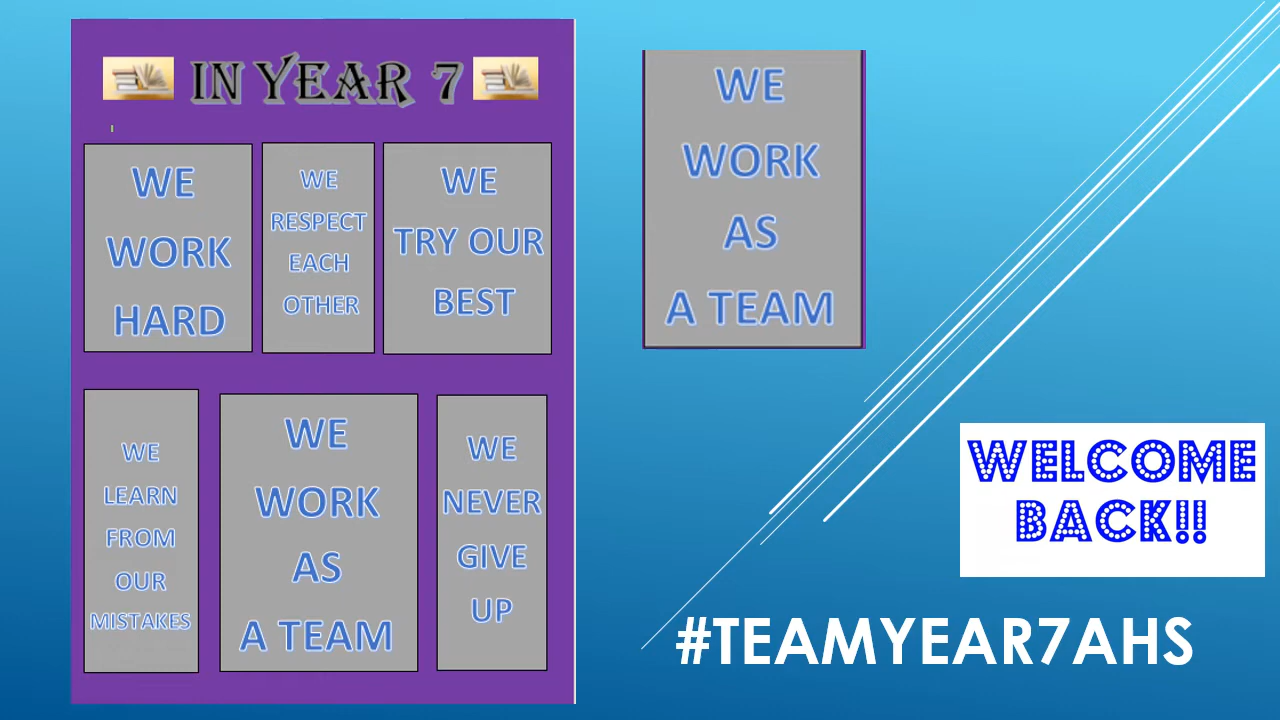 IN YEAR 7
WE
WORK
HARD
WE
RESPECT
EACH
OTHER
WE
TRY OUR
BEST
WE
LEARN
FROM
OUR
MISTAKES
WE
WORK
AS
A TEAM
WE
NEVER
GIVE
UP
WE
WORK
AS
A TEAM
WELCOME
BACK!!
#TEAMYEAR7AHS